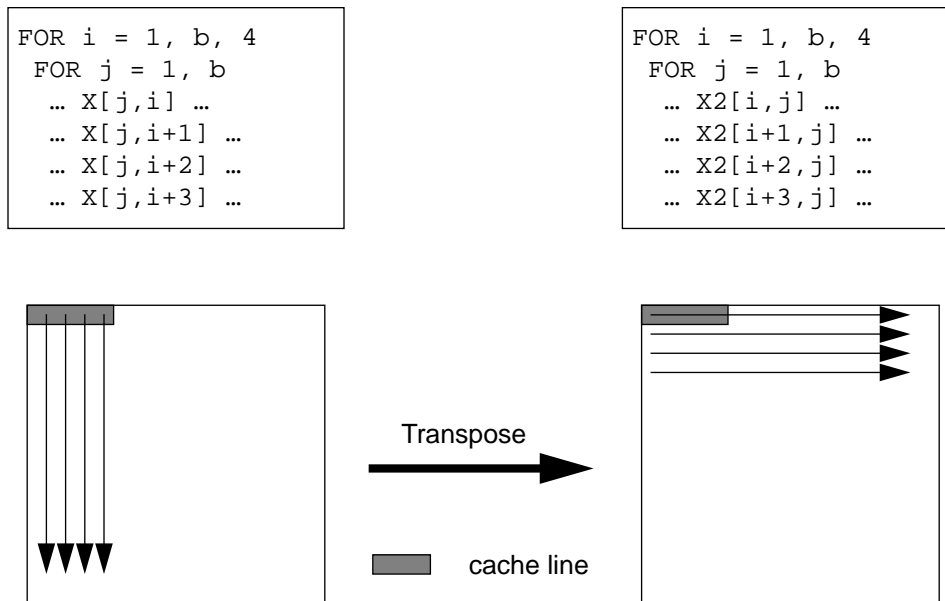 FOR i = 1, b, 4
FOR j = 1, b
… X[j,i] …
… X[j,i+1] …
… X[j,i+2] …
… X[j,i+3] …
FOR i = 1, b, 4
FOR j = 1, b
… X2[i,j] …
… X2[i+1,j] …
… X2[i+2,j] …
… X2[i+3,j] …
Transpose
cache line